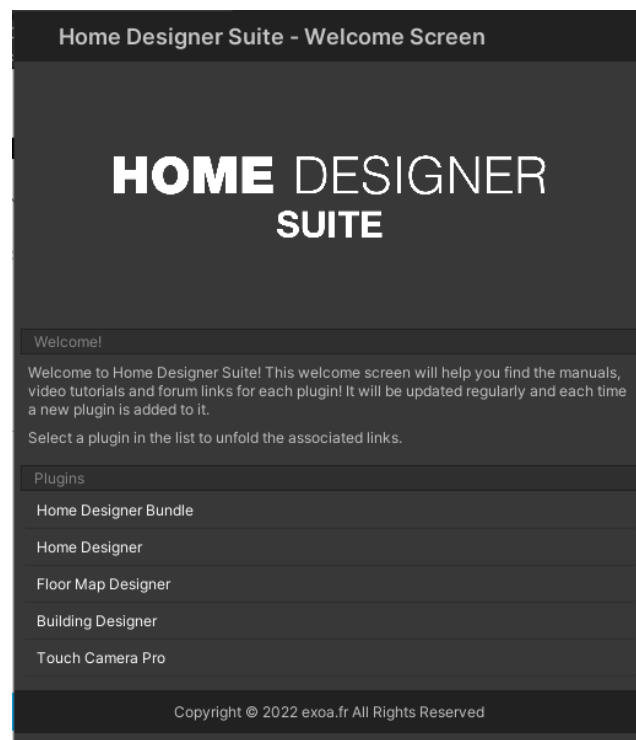 Home Designer Suite - Welcome Screen
HOME DESIGNER
SUITE
Welcome!
Welcome to Home Designer Suite! This welcome screen will help you find the manuals,
video tutorials and forum links for each plugin! It will be updated regularly and each time
a new plugin is added to it.
Select a plugin in the list to unfold the associated links.
Plugins
Home Designer Bundle
Home Designer
Floor Map Designer
Building Designer
Touch Camera Pro
Copyright © 2022 exoa.fr All Rights Reserved